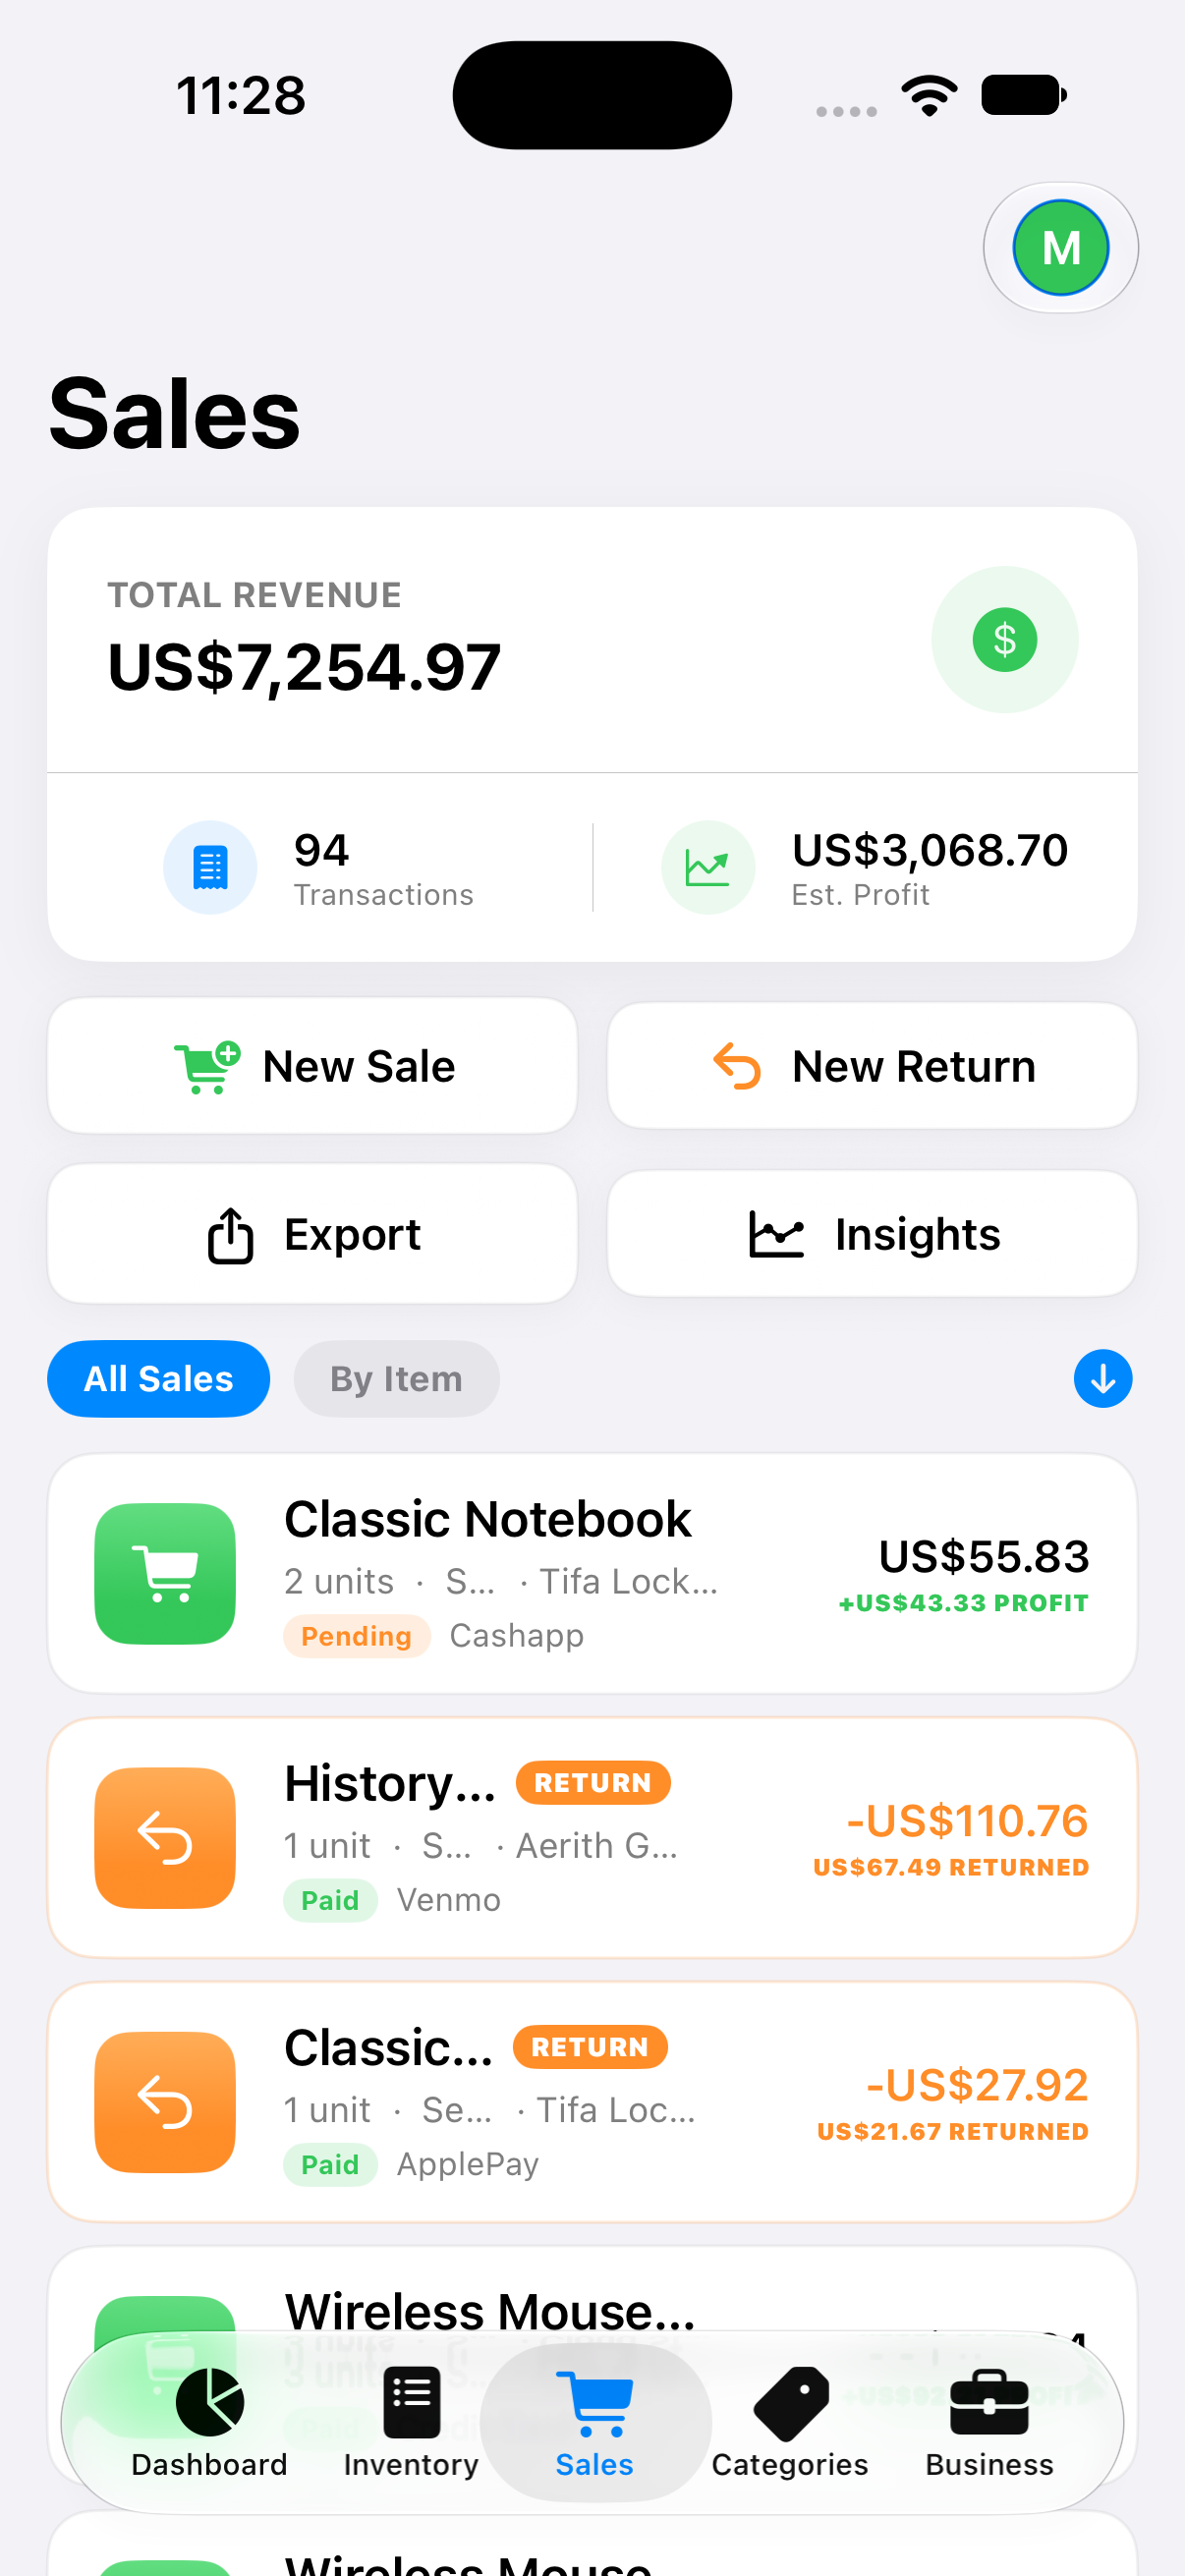 11:28
M
Sales
TOTAL REVENUE
US$7,254.97
$
94
Transactions
US$3,068.70
Est. Profit
New Sale
New Return
Export
Insights
All Sales
By Item
Classic Notebook
2 units · S... · Tifa Lock...
Pending Cashapp
US$55.83
+US$43.33 PROFIT
History... RETURN
1 unit · S... · Aerith G...
Paid Venmo
-US$110.76
US$67.49 RETURNED
Classic... RETURN
1 unit · Se... · Tifa Loc...
Paid ApplePay
-US$27.92
US$21.67 RETURNED
Wireless Mouse...
3 units · S...
Dashboard
Inventory
Sales
Categories
Business
Wireless Mouse